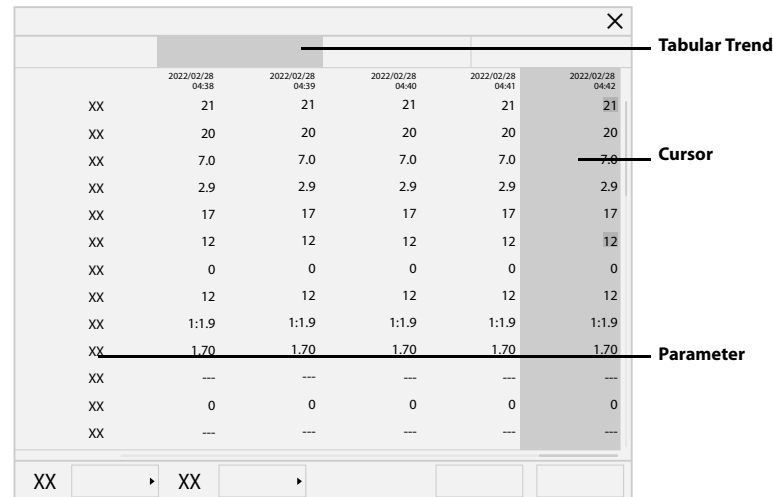 Tabular Trend
2022/02/28 2022/02/28 2022/02/28 2022/02/28 2022/02/28
04:38 04:39 04:40 04:41 04:42
XX 21 21 21 21 21
XX 20 20 20 20 20
XX 7.0 7.0 7.0 7.0 7.0 Cursor
XX 2.9 2.9 2.9 2.9 2.9
XX 17 17 17 17 17
XX 12 12 12 12 12
XX 0 0 0 0 0
XX 12 12 12 12 12
XX 1:1.9 1:1.9 1:1.9 1:1.9 1:1.9
XX 1.70 1.70 1.70 1.70 1.70 Parameter
XX --- --- --- --- ---
XX 0 0 0 0 0
XX --- --- --- --- ---
XX XX